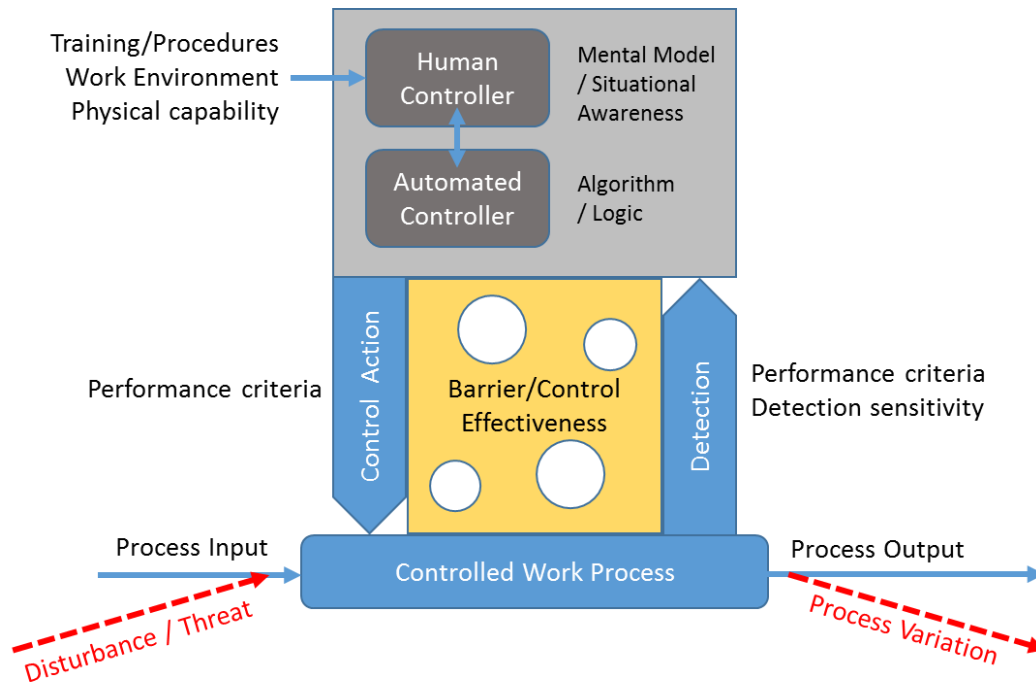 Training/Procedures
Work Environment
Physical capability
Human
Controller
Mental Model
/ Situational
Awareness
Automated
Controller
Algorithm
/ Logic
Performance criteria
Control Action
Barrier/Control
Effectiveness
Detection
Performance criteria
Detection sensitivity
Process Input
Controlled Work Process
Process Output
Disturbance / Threat
Process Variation